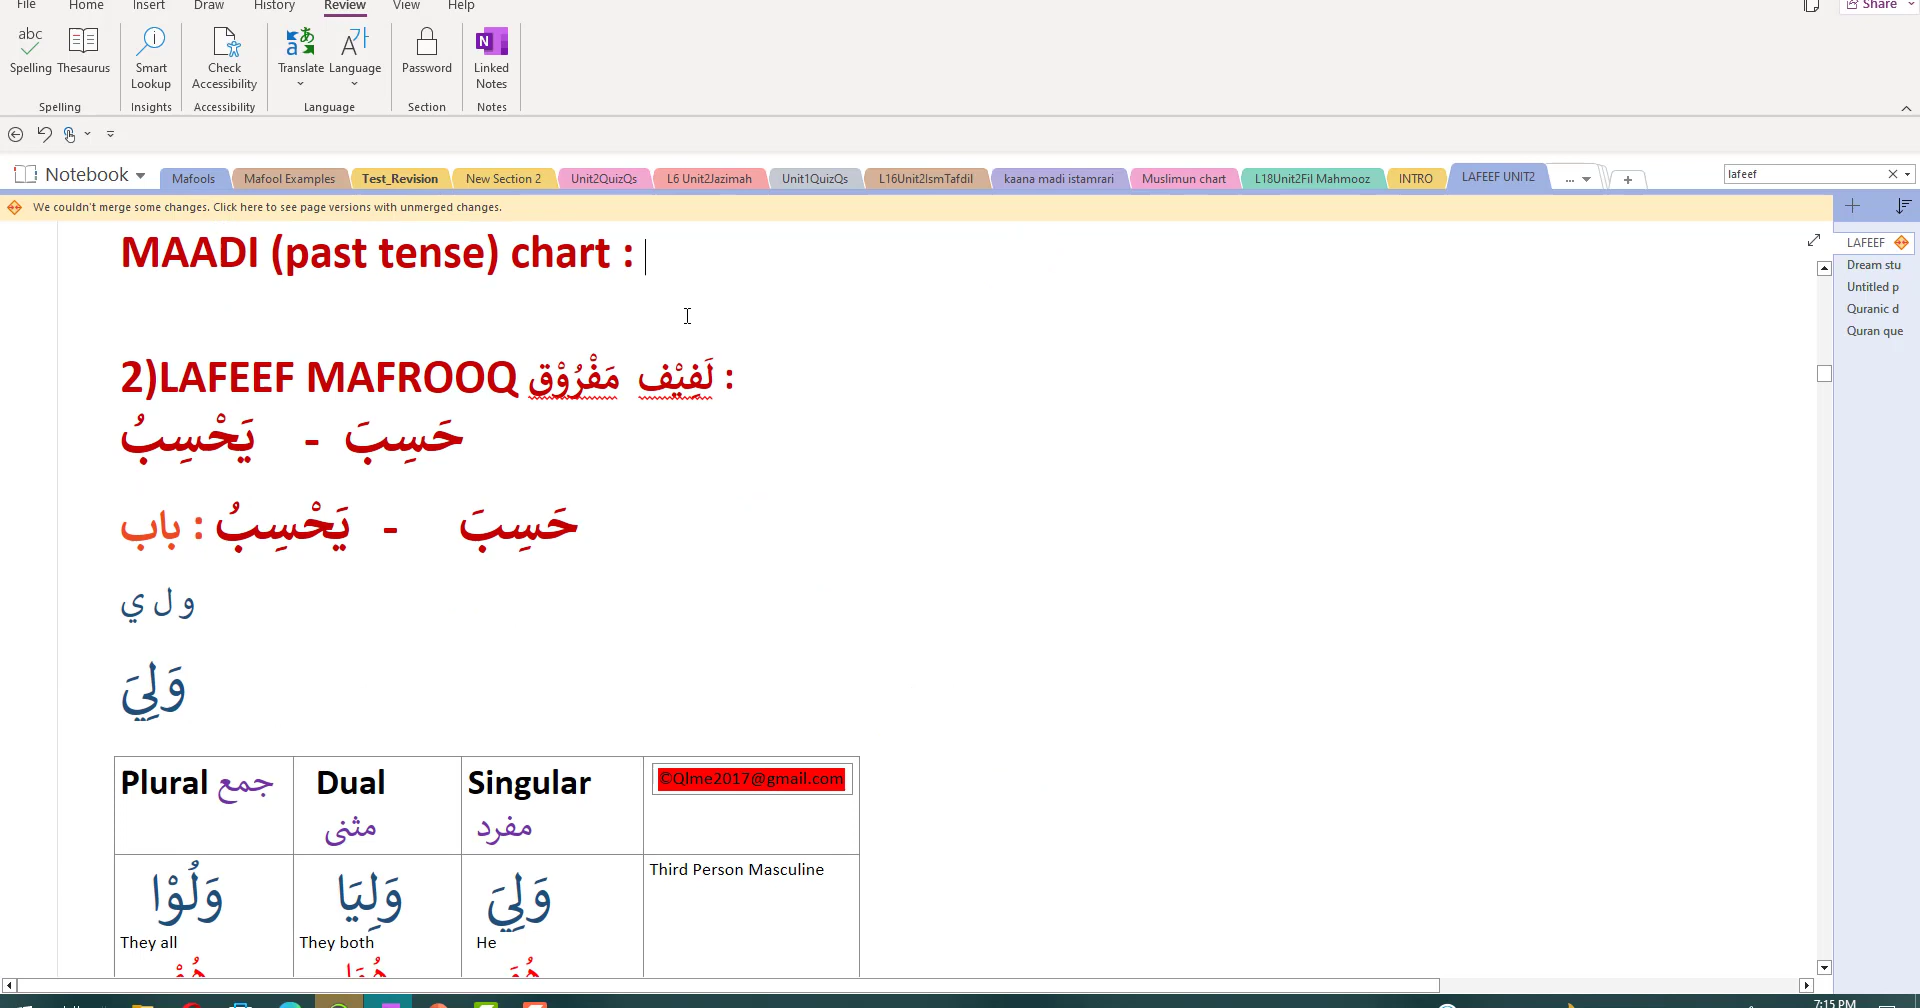 File Home Insert Draw History Review View Help Share
abc
Spelling Thesaurus Smart Lookup Check Accessibility Translate Language Password Linked Notes
Spelling Insights Accessibility Language Section Notes
Notebook Mafools Mafool Examples Test_Revision New Section 2 Unit2QuizQs L6 Unit2Jazimah Unit1QuizQs L16Unit2IsmTafdil kaana madi istamrari Muslimun chart L18Unit2Fil Mahmooz INTRO LAFEEF UNIT2 ... lafeef
We couldn't merge some changes. Click here to see page versions with unmerged changes.
LAFEEF
Dream stu
Untitled p
Quranic d
Quran que
MAADI (past tense) chart :
2)LAFEEF MAFROOQ لَفِيْف مَفْرُوْق :
حَسِبَ - يَحْسِبُ
باب : حَسِبَ - يَحْسِبُ
و ل ي
وَلِيَ
Plural جمع Dual مثنى Singular مفرد ©Qlme2017@gmail.com
وَلُوْا وَلِيَا وَلِيَ Third Person Masculine
They all They both He
7:15 PM